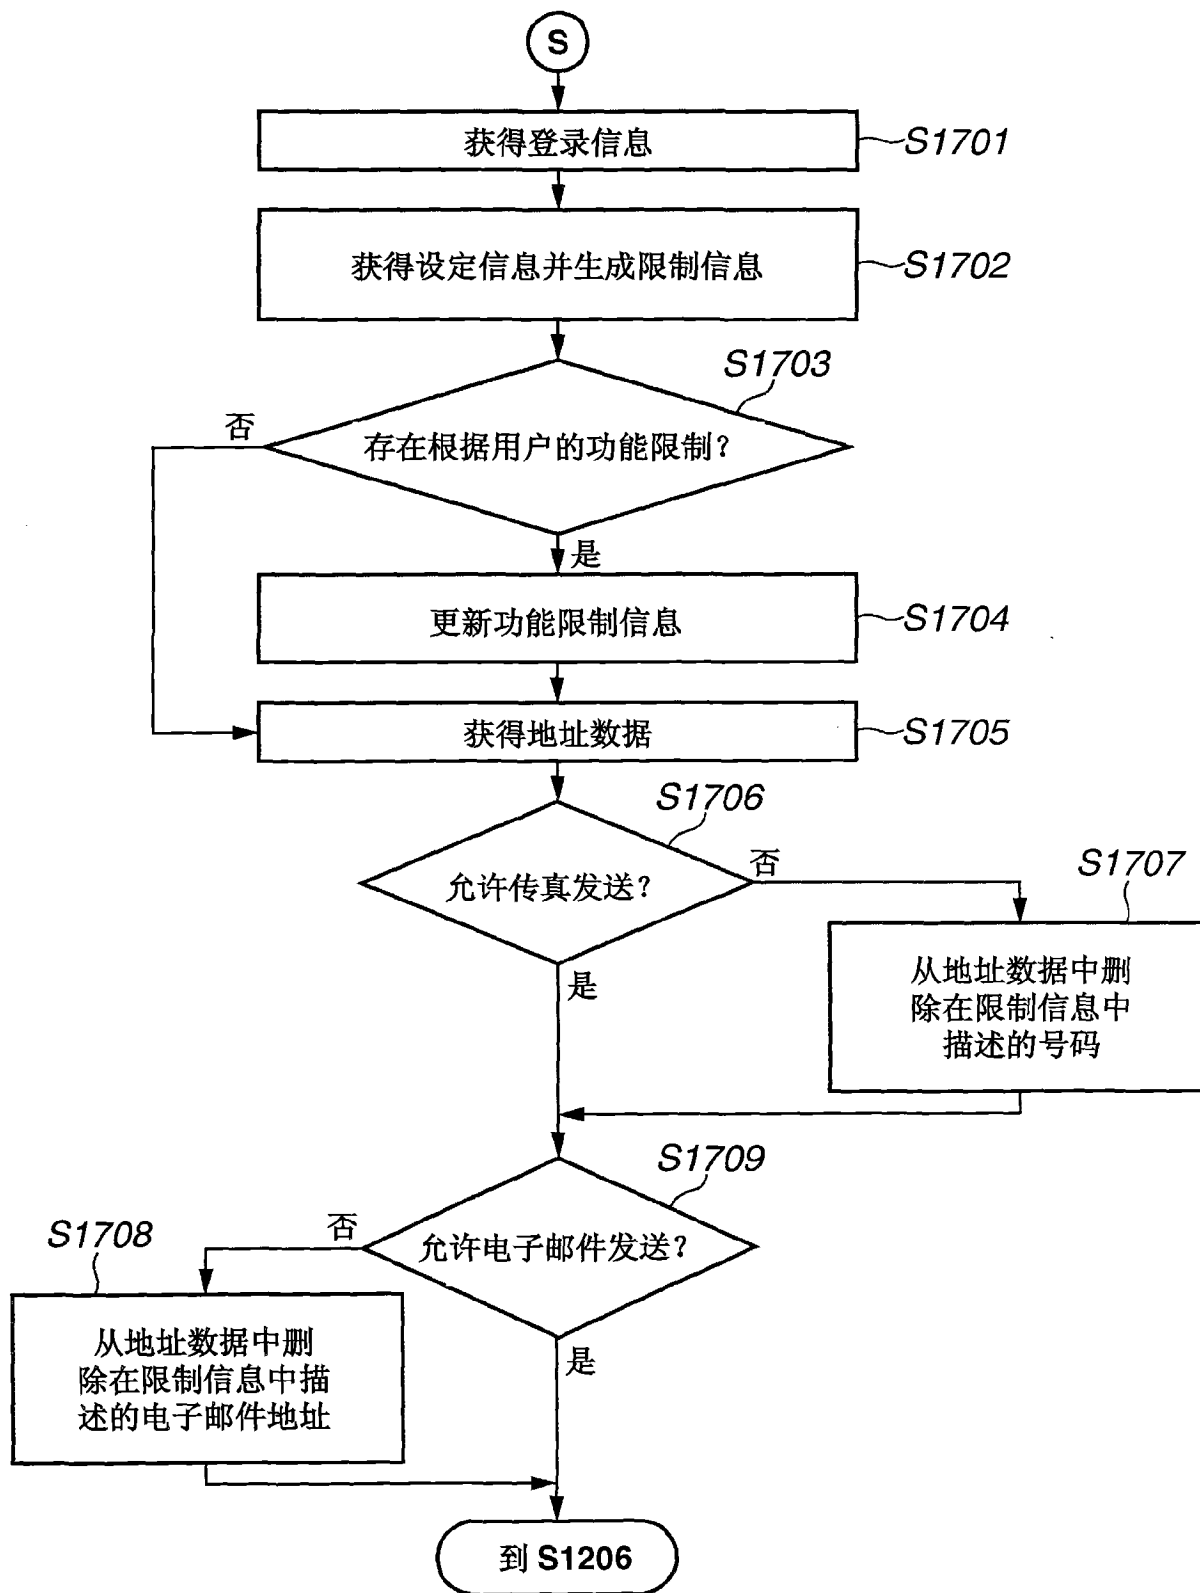 S
获得登录信息
S1701
获得设定信息并生成限制信息
S1702
S1703
存在根据用户的功能限制?
否
是
更新功能限制信息
S1704
获得地址数据
S1705
S1706
允许传真发送?
否
是
S1707
从地址数据中删
除在限制信息中
描述的号码
S1709
允许电子邮件发送?
否
是
S1708
从地址数据中删
除在限制信息中描
述的电子邮件地址
到 S1206